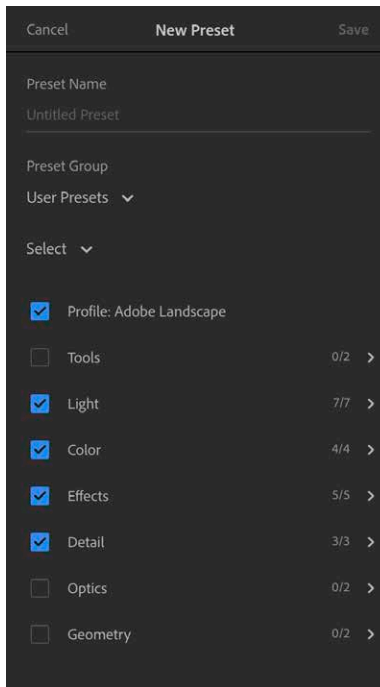 Cancel New Preset Save
Preset Name
Untitled Preset
Preset Group
User Presets
Select
Profile: Adobe Landscape
Tools 0/2
Light 7/7
Color 4/4
Effects 5/5
Detail 3/3
Optics 0/2
Geometry 0/2